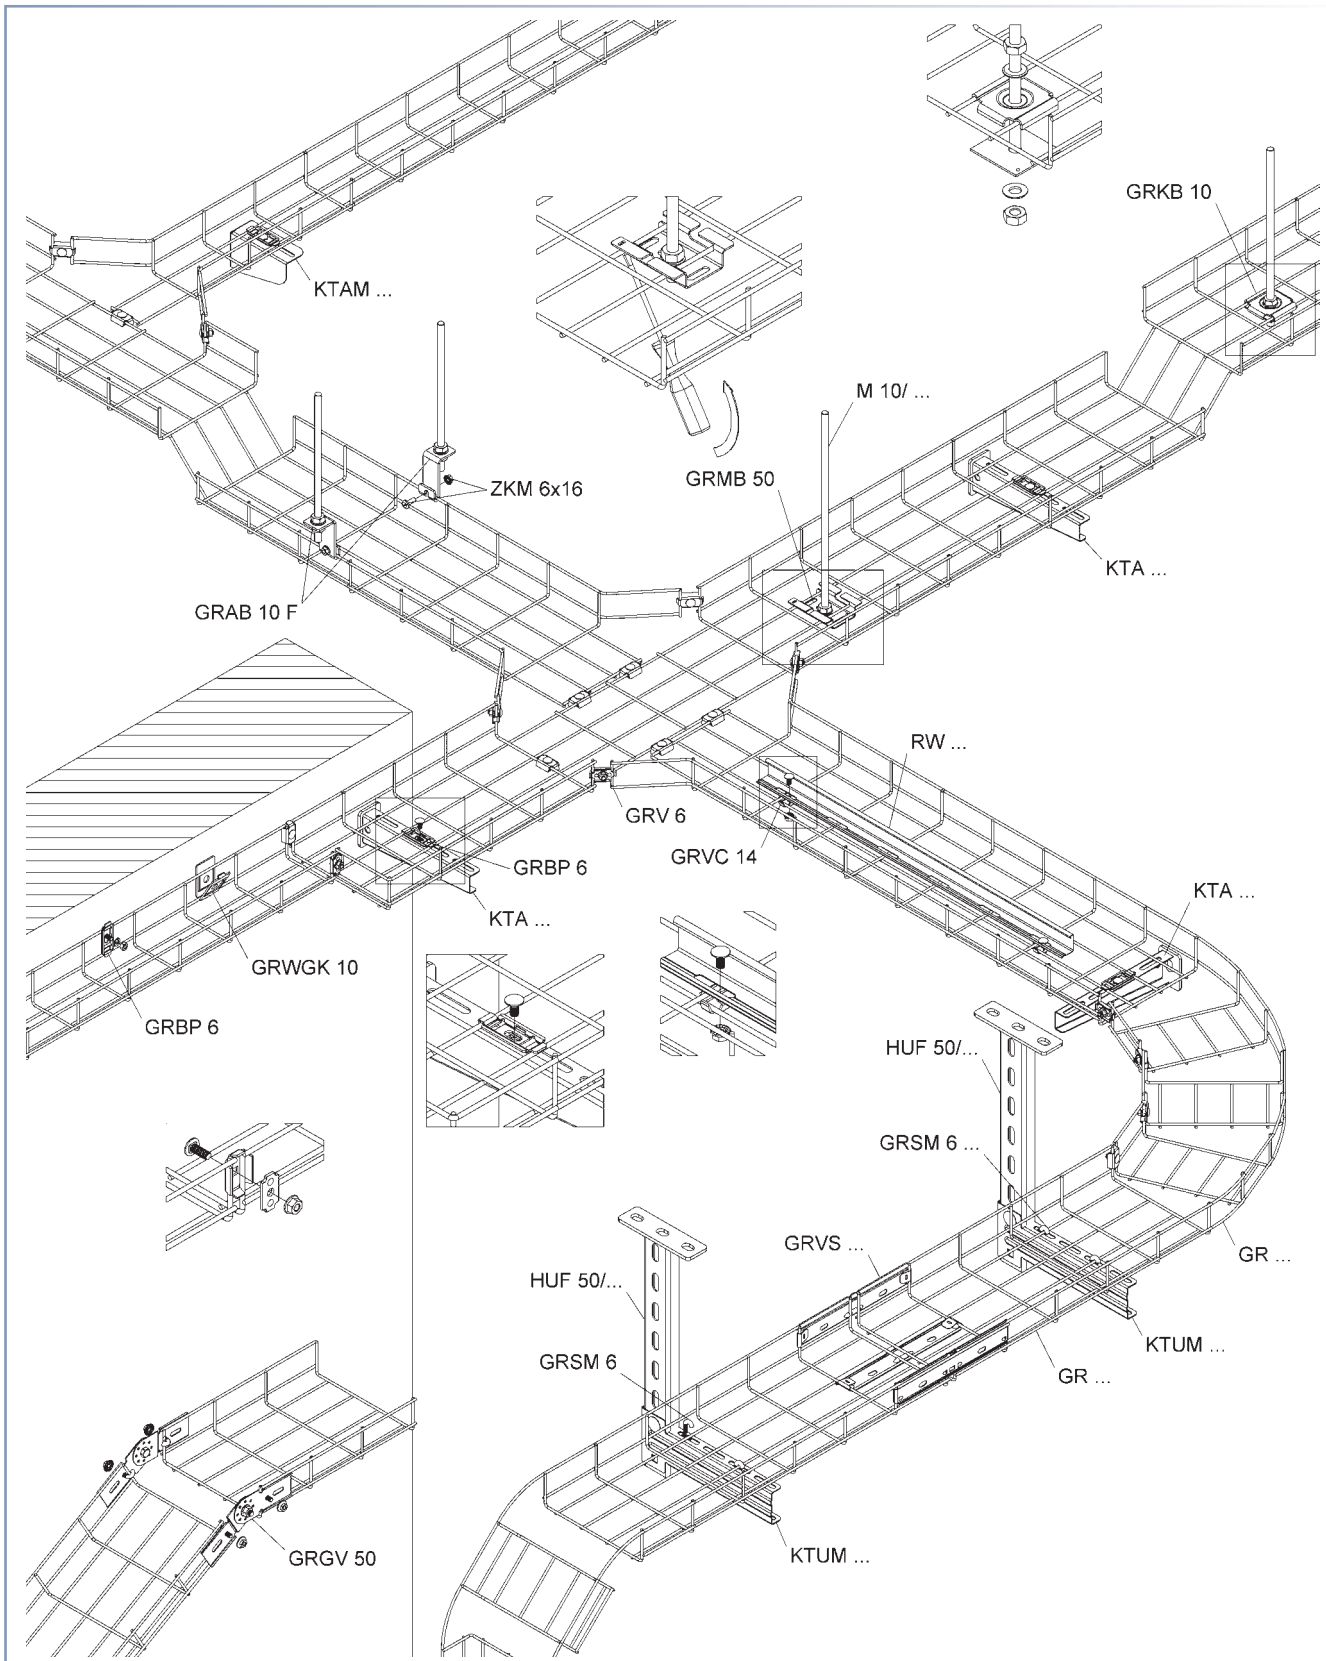 GRKB 10
KTAM ...
M 10/ ...
GRMB 50
ZKM 6x16
KTA ...
GRAB 10 F
RW ...
GRV 6
GRVC 14
GRBP 6
KTA ...
KTA ...
GRWGK 10
GRBP 6
HUF 50/...
GRSM 6 ...
GRVS ...
GR ...
HUF 50/...
KTUM ...
GRSM 6
GR ...
GRGV 50
KTUM ...